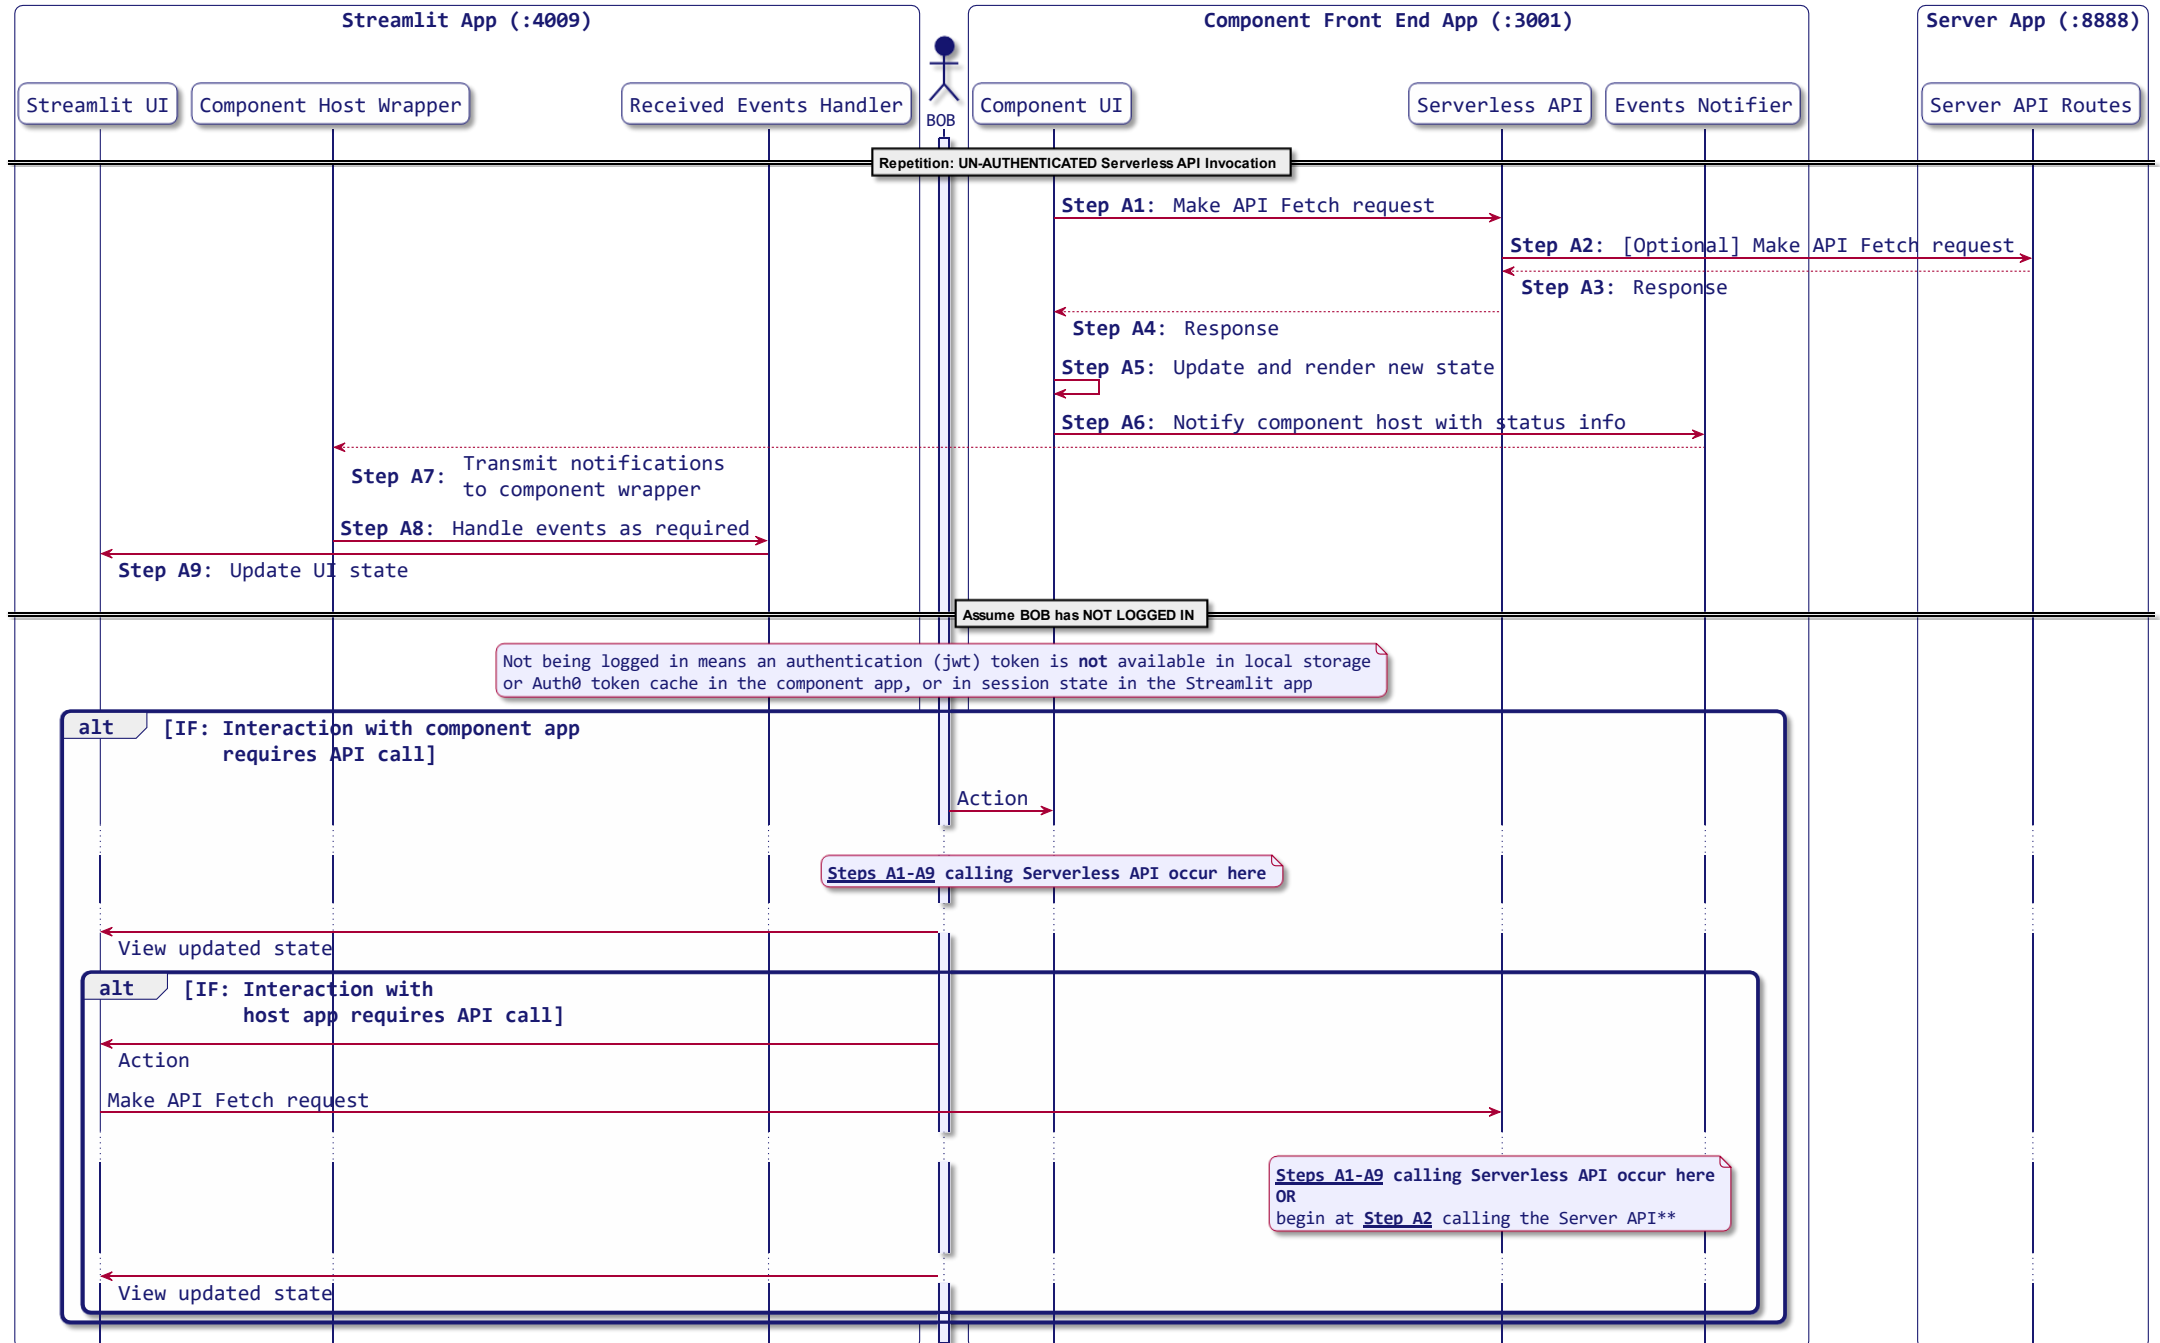 Streamlit App (:4009)
Component Front End App (:3001)
Server App (:8888)
Streamlit UI
Component Host Wrapper
Received Events Handler
BOB
Component UI
Serverless API
Events Notifier
Server API Routes
Repetition: UN-AUTHENTICATED Serverless API Invocation
Step A1: Make API Fetch request
Step A2: [Optional] Make API Fetch request
Step A3: Response
Step A4: Response
Step A5: Update and render new state
Step A6: Notify component host with status info
Step A7: Transmit notifications
to component wrapper
Step A8: Handle events as required
Step A9: Update UI state
Assume BOB has NOT LOGGED IN
Not being logged in means an authentication (jwt) token is not available in local storage
or Auth0 token cache in the component app, or in session state in the Streamlit app
alt [IF: Interaction with component app
requires API call]
Action
Steps A1-A9 calling Serverless API occur here
View updated state
alt [IF: Interaction with
host app requires API call]
Action
Make API Fetch request
Steps A1-A9 calling Serverless API occur here
OR
begin at Step A2 calling the Server API**
View updated state